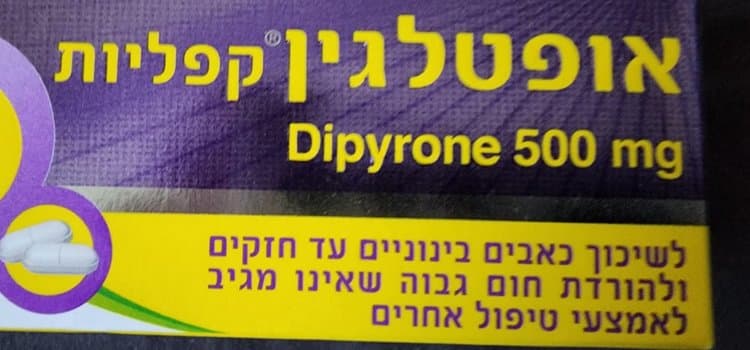 אופטלגין® קפליות
Dipyrone 500 mg
לשיכוך כאבים בינוניים עד חזקים
ולהורדת חום גבוה שאינו מגיב
לאמצעי טיפול אחרים